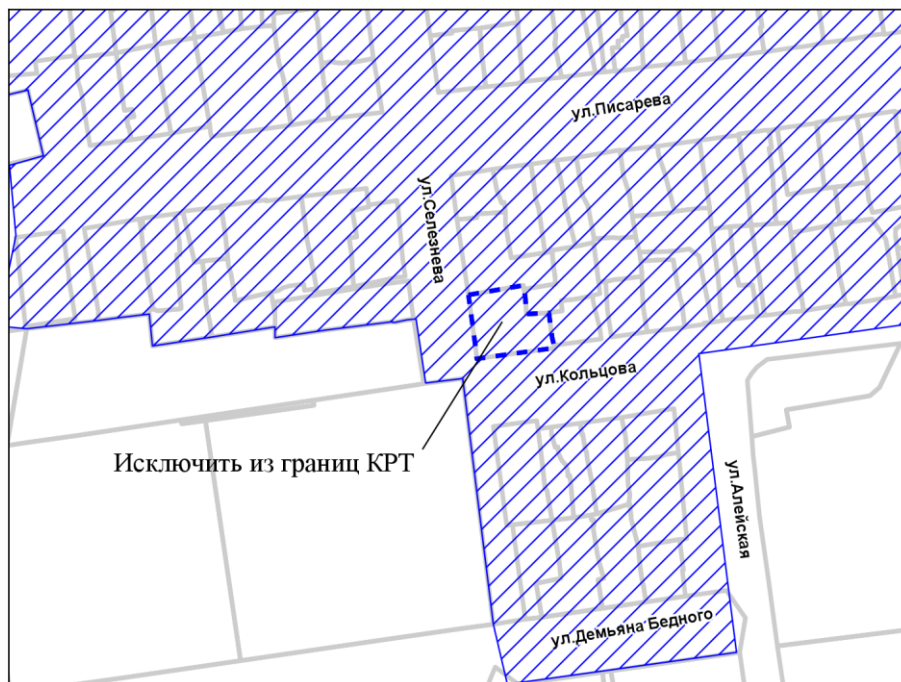 ул.Писарева
ул.Селезнева
ул.Кольцова
Исключить из границ КРТ
ул.Алейская
ул.Демьяна Бедного